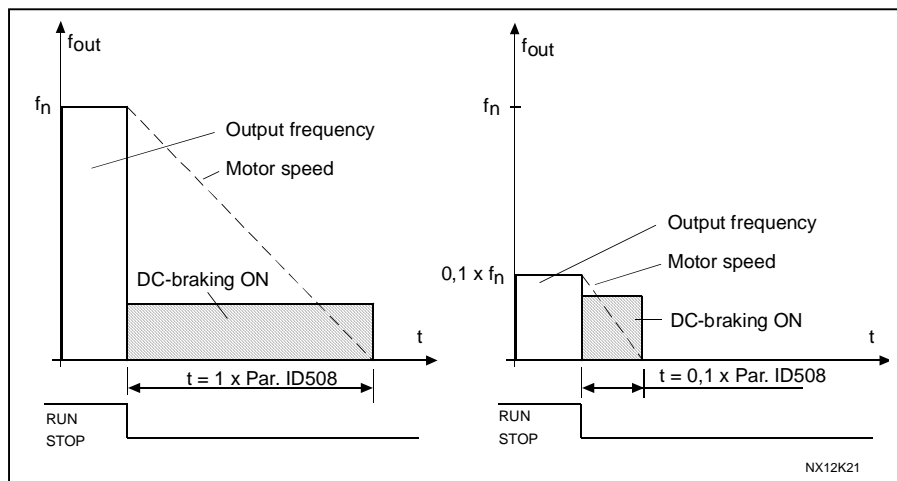 fout
fn
Output frequency
Motor speed
DC-braking ON
t
t = 1 x Par. ID508
RUN
STOP
fout
fn
Output frequency
Motor speed
0,1 x fn
DC-braking ON
t
t = 0,1 x Par. ID508
RUN
STOP
NX12K21